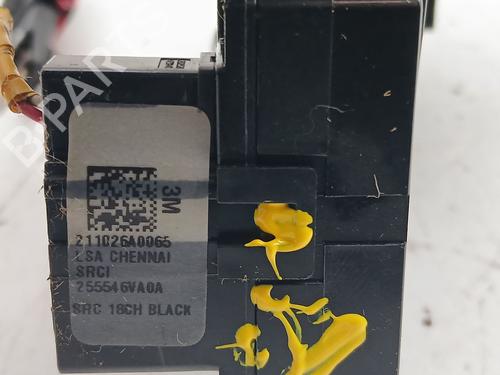 B-PARTS
3M
211026A0065
LSA CHENNAI
SRCI
255546VA0A
SRC 18CH BLACK